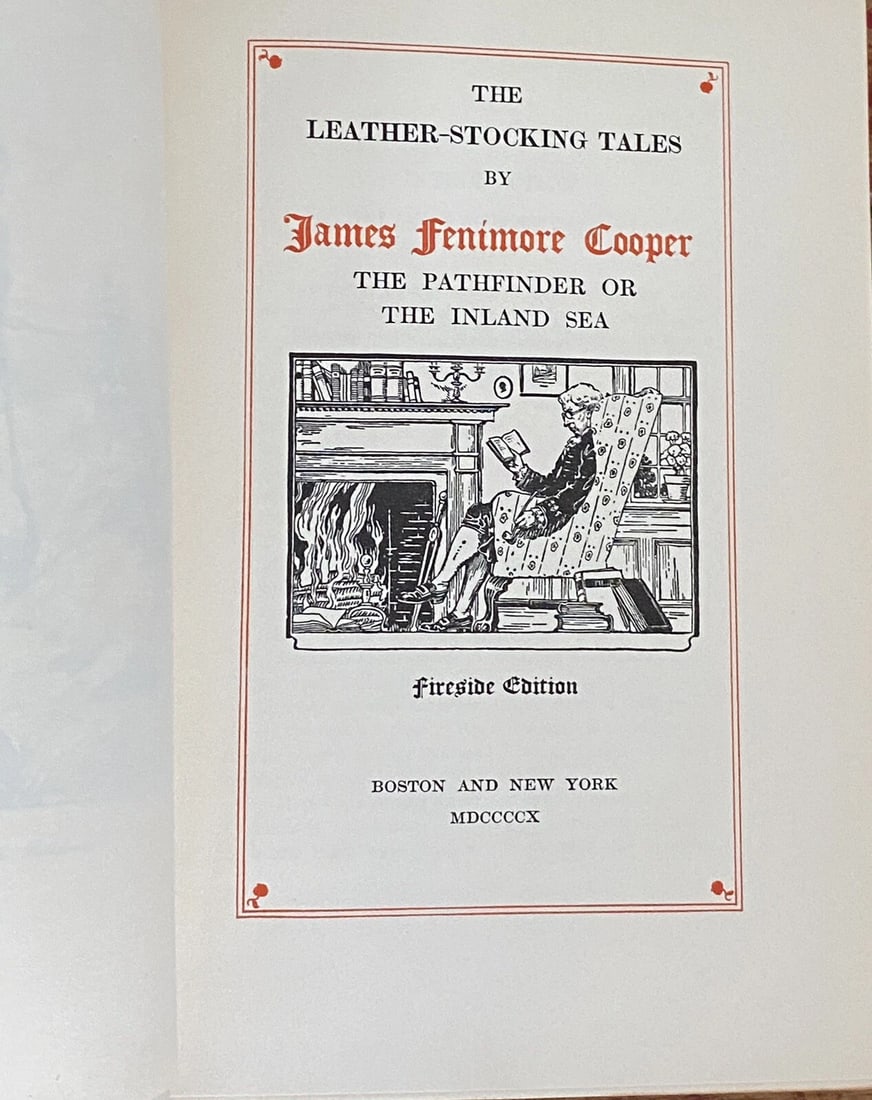 THE
LEATHER-STOCKING TALES
BY
James Fenimore Cooper
THE PATHFINDER OR
THE INLAND SEA
Fireside Edition
BOSTON AND NEW YORK
MDCCCCX